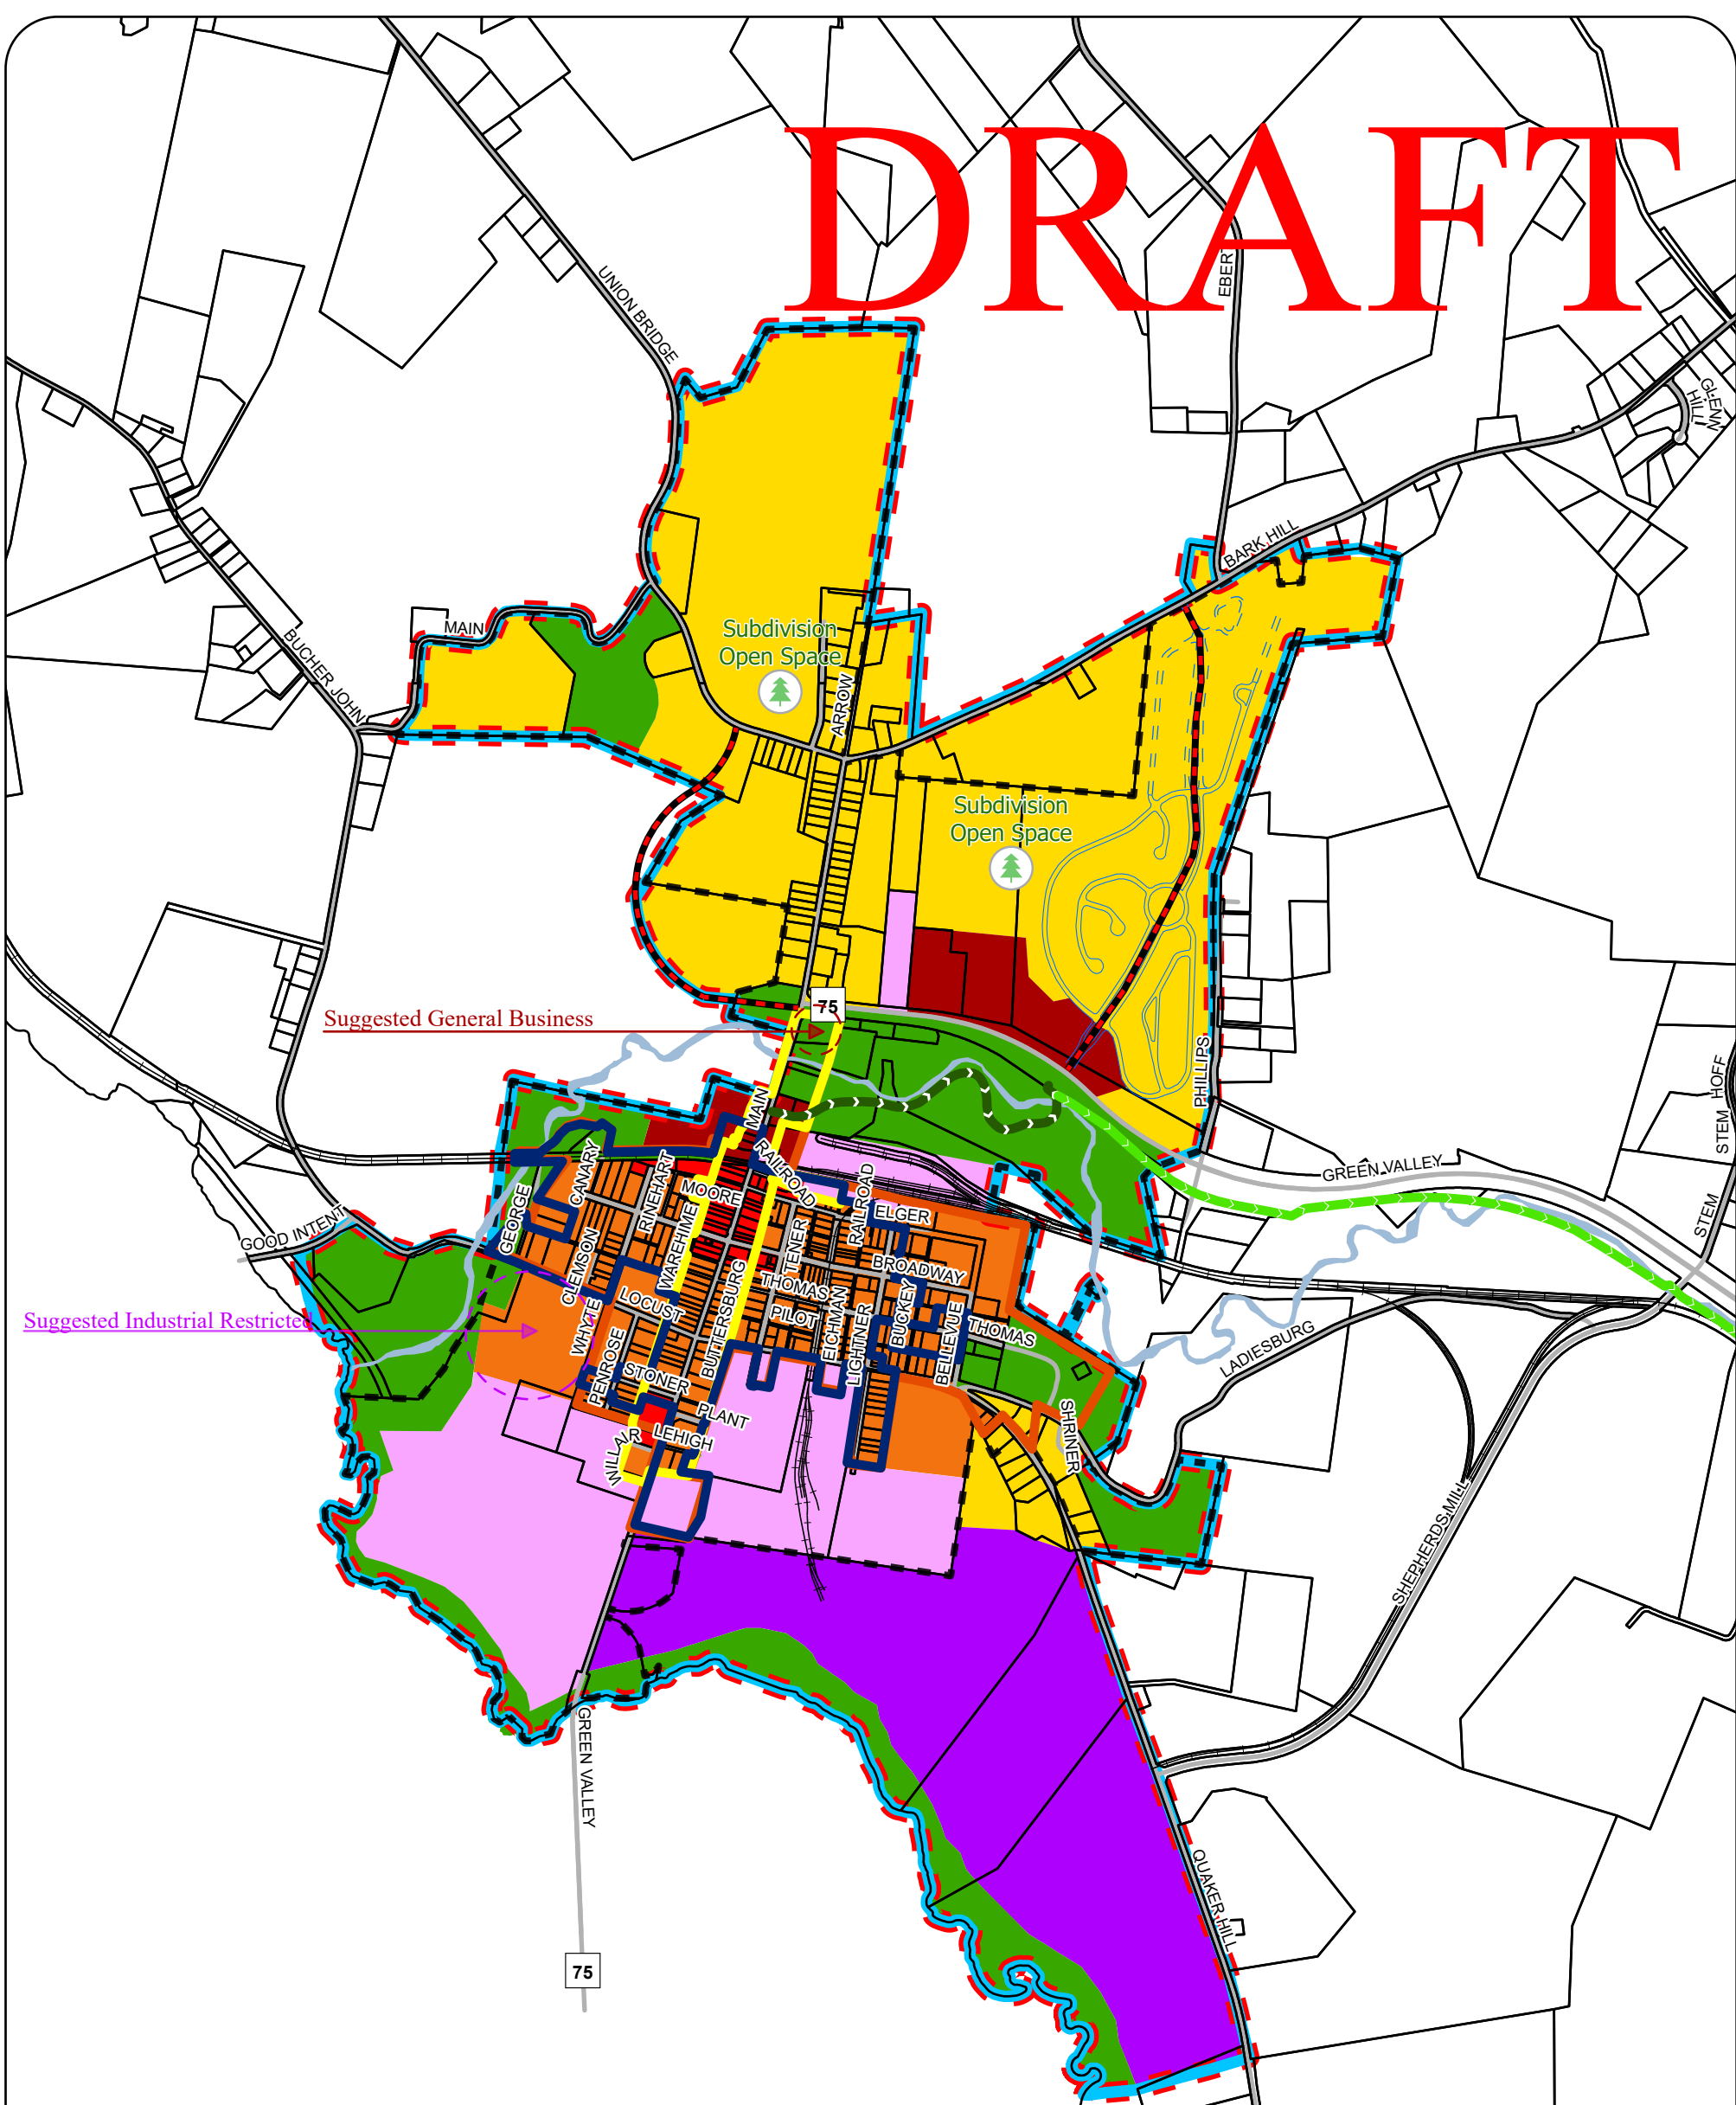 DRAFT
UNION BRIDGE
EBER
GLENN
HILL
BARK HILL
MAIN
BUCHER JOHN
Subdivision
Open Space
ARROW
Subdivision
Open Space
75
Suggested General Business
PHILLIPS
STEM HOFF
MAIN
RAILROAD
CANARY
RINEHART
MOORE
RAILROAD
GREEN VALLEY
GEORGE
WAREHIME
ELGER
STEM
GOOD INTENT
CLEMSON
TENER
BROADWAY
THOMAS
LOCUST
BUTTERSBURG
PILOT
BUCKEY
Suggested Industrial Restricted
WHYTE
EICHMAN
LIGHTNER
BELLEVUE
THOMAS
LADIESBURG
PENROSE
STONER
PLANT
LEHIGH
WILLAIR
SHRINER
SHEPHERDS MILL
GREEN VALLEY
QUAKER HILL
75